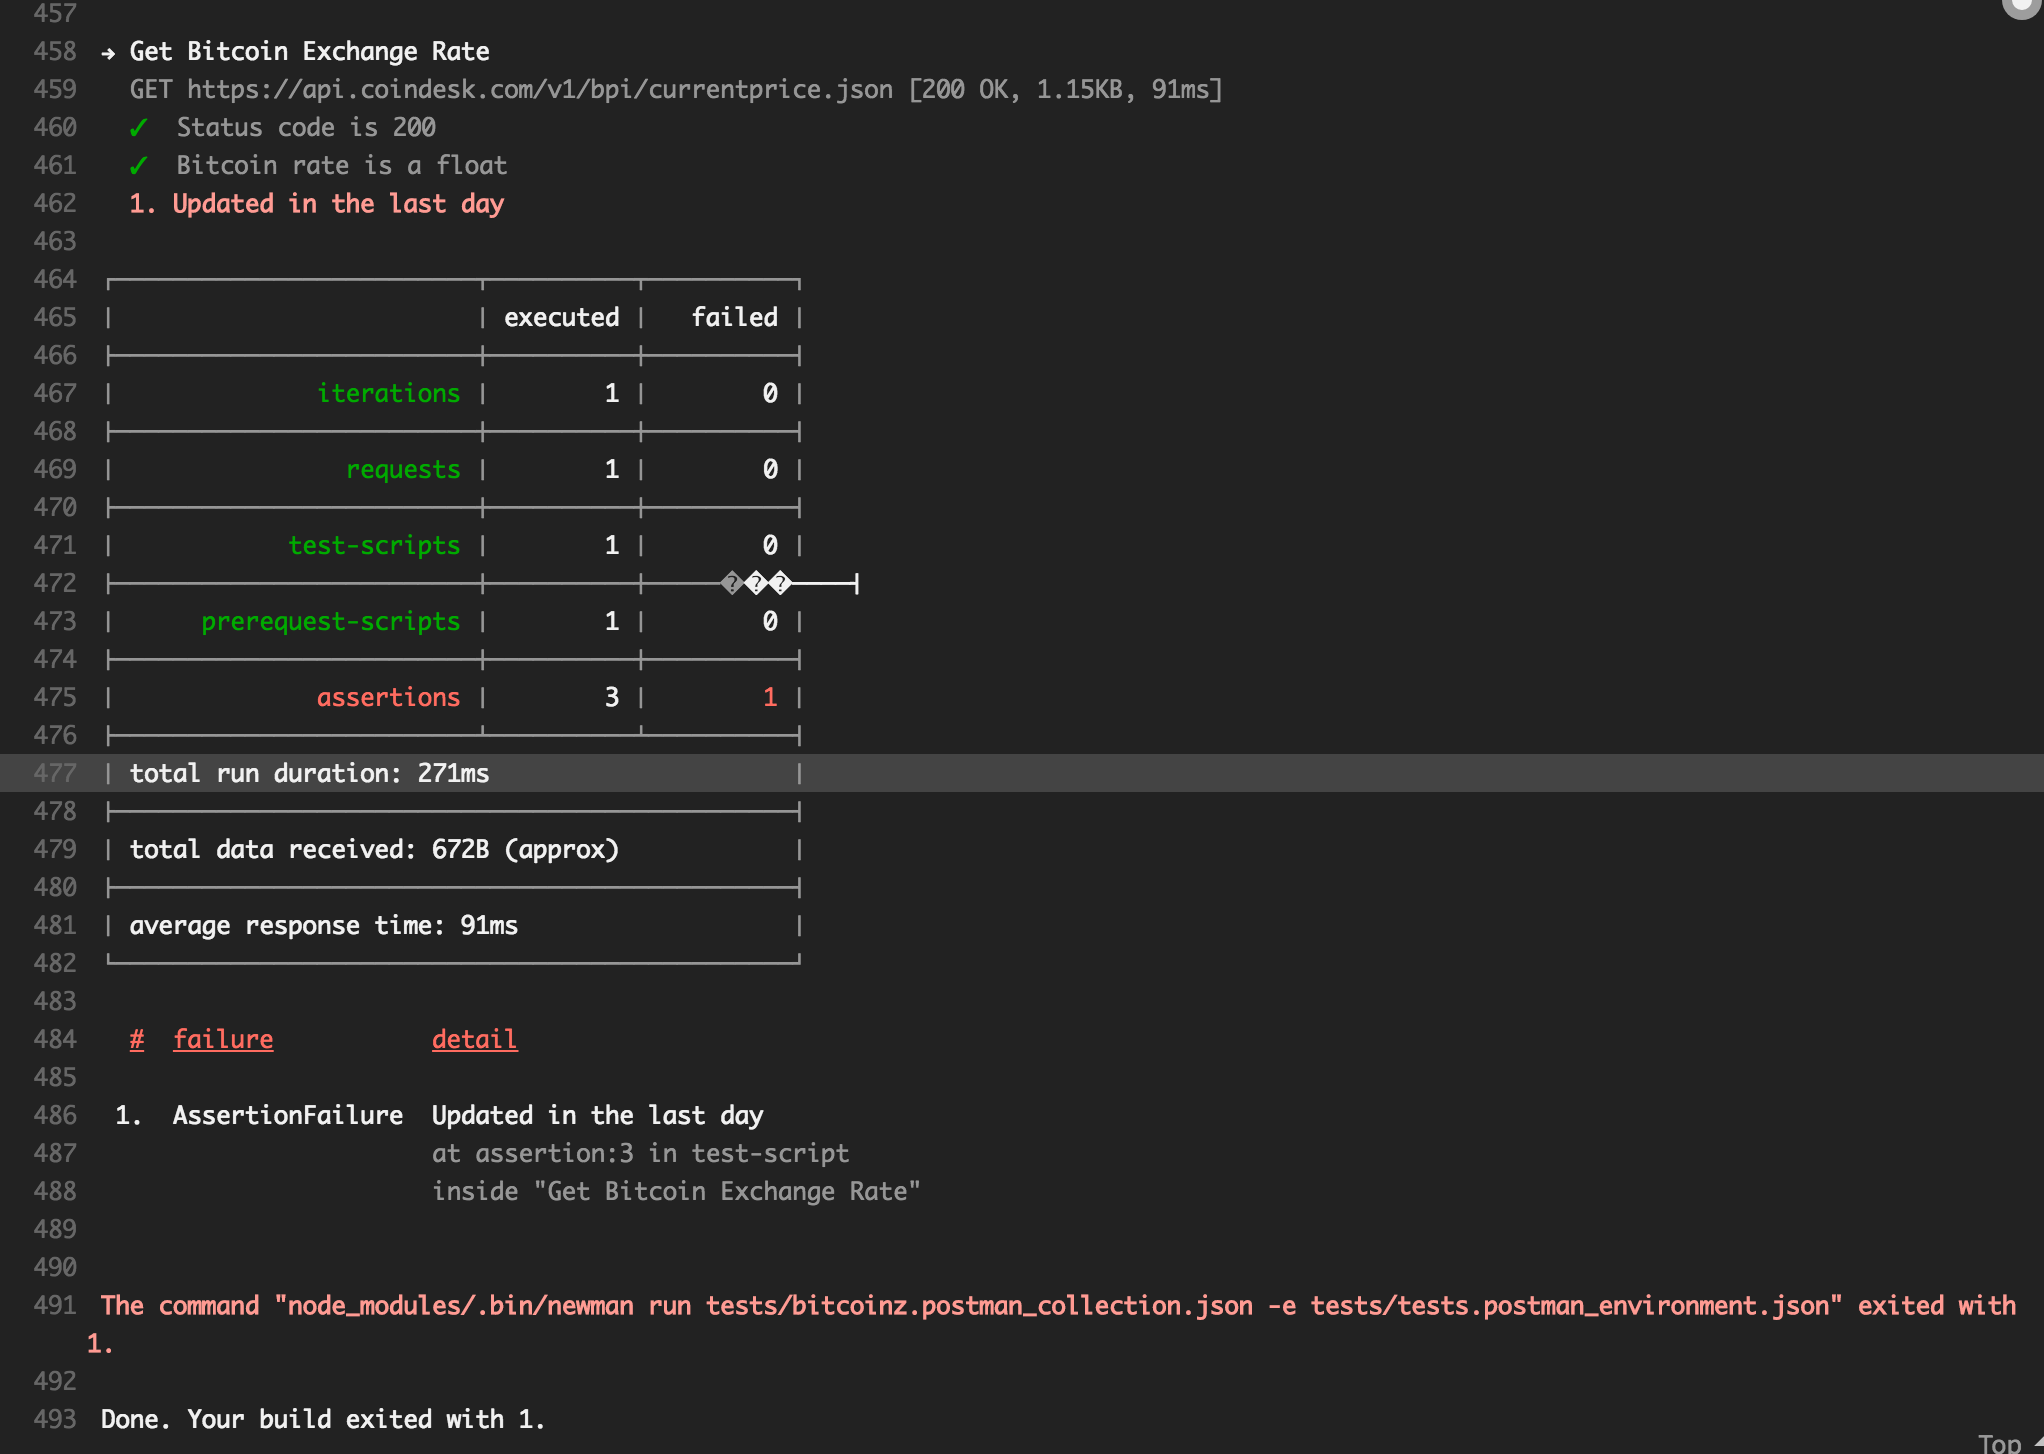 457
458 → Get Bitcoin Exchange Rate
459 GET https://api.coindesk.com/v1/bpi/currentprice.json [200 OK, 1.15KB, 91ms]
460 ✓ Status code is 200
461 ✓ Bitcoin rate is a float
462 1. Updated in the last day
463
464
465 | | executed | failed |
466
467 | iterations | 1 | 0 |
468
469 | requests | 1 | 0 |
470
471 | test-scripts | 1 | 0 |
472 ���
473 | prerequest-scripts | 1 | 0 |
474
475 | assertions | 3 | 1 |
476
477 | total run duration: 271ms |
478
479 | total data received: 672B (approx) |
480
481 | average response time: 91ms |
482
483
484 # failure detail
485
486 1. AssertionFailure Updated in the last day
487 at assertion:3 in test-script
488 inside "Get Bitcoin Exchange Rate"
489
490
491 The command "node_modules/.bin/newman run tests/bitcoinz.postman_collection.json -e tests/tests.postman_environment.json" exited with
1.
492
493 Done. Your build exited with 1.
Top